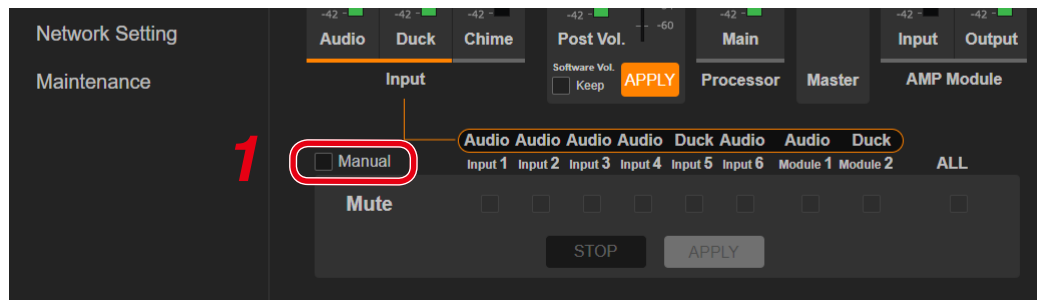 -42 - -42 - -42 - -42 - -60 -42 - -42 - -42 -
Network Setting
Audio Duck Chime Post Vol. Main Input Output
Maintenance
Input Software Vol. Keep APPLY Processor Master AMP Module
1
Audio Audio Audio Audio Duck Audio Audio Duck
Manual Input 1 Input 2 Input 3 Input 4 Input 5 Input 6 Module 1 Module 2 ALL
Mute
STOP APPLY